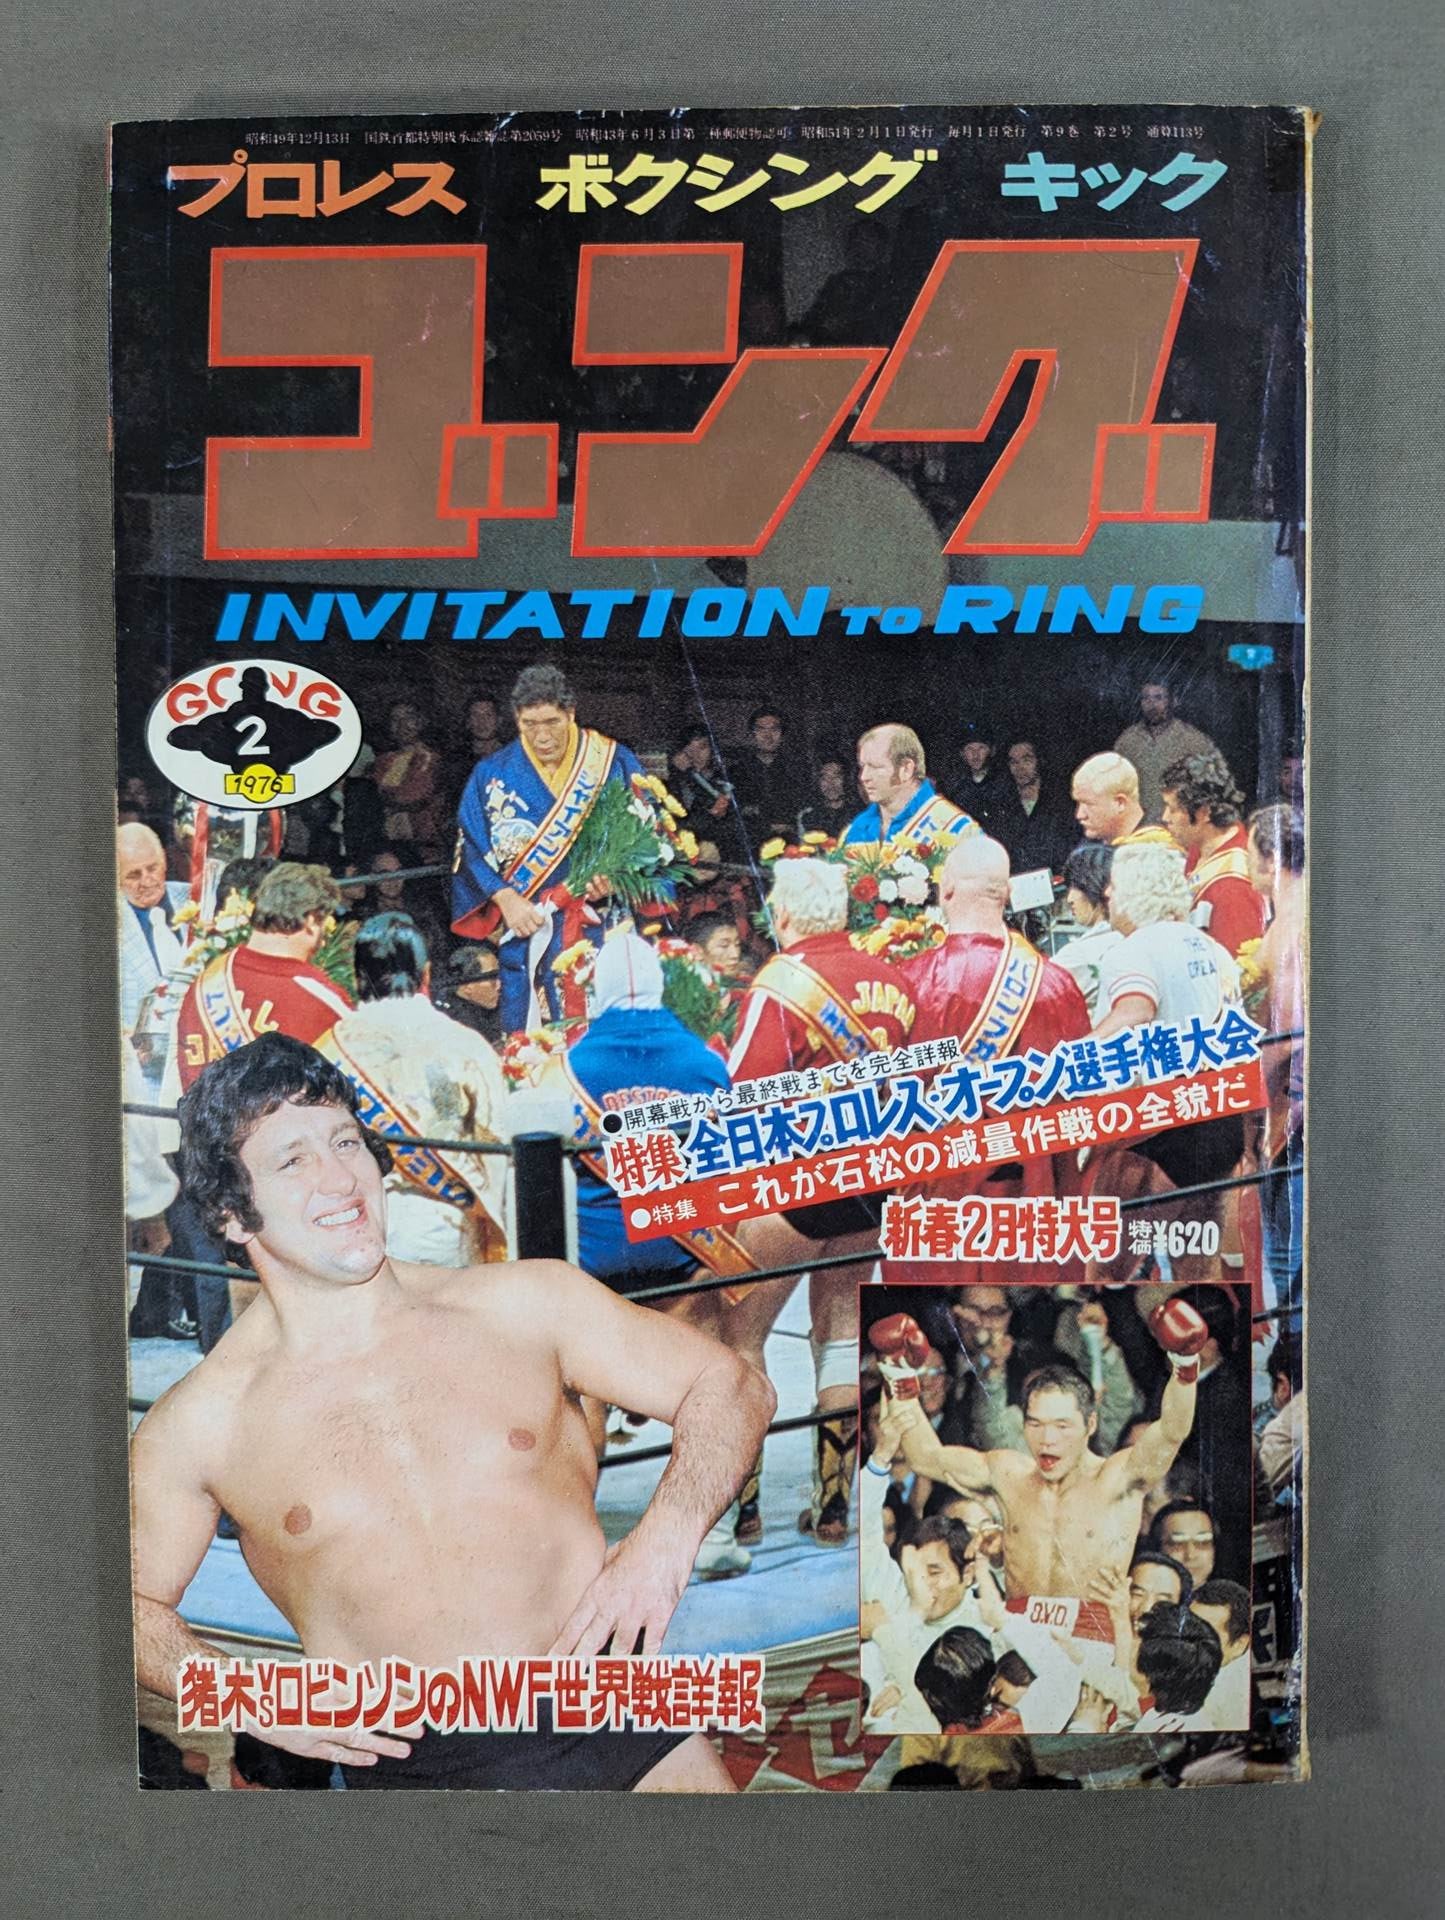 昭和49年12月13日 国鉄首都特別扱承認雑誌第2059号 昭和43年6月3日第 種郵便物認可 昭和51年2月1日発行 毎月1日発行 第9巻 第2号 通算113号
プロレス ボクシング キック
ゴング
INVITATION TO RING
GONG
2
1976
THE
JAPAN
●開幕戦から最終戦までを完全詳報
特集 全日本プロレス・オープン選手権大会
●特集 これが石松の減量作戦の全貌だ
新春2月特大号 特価¥620
O.V.D.
猪木VSロビンソンのNWF世界戦詳報